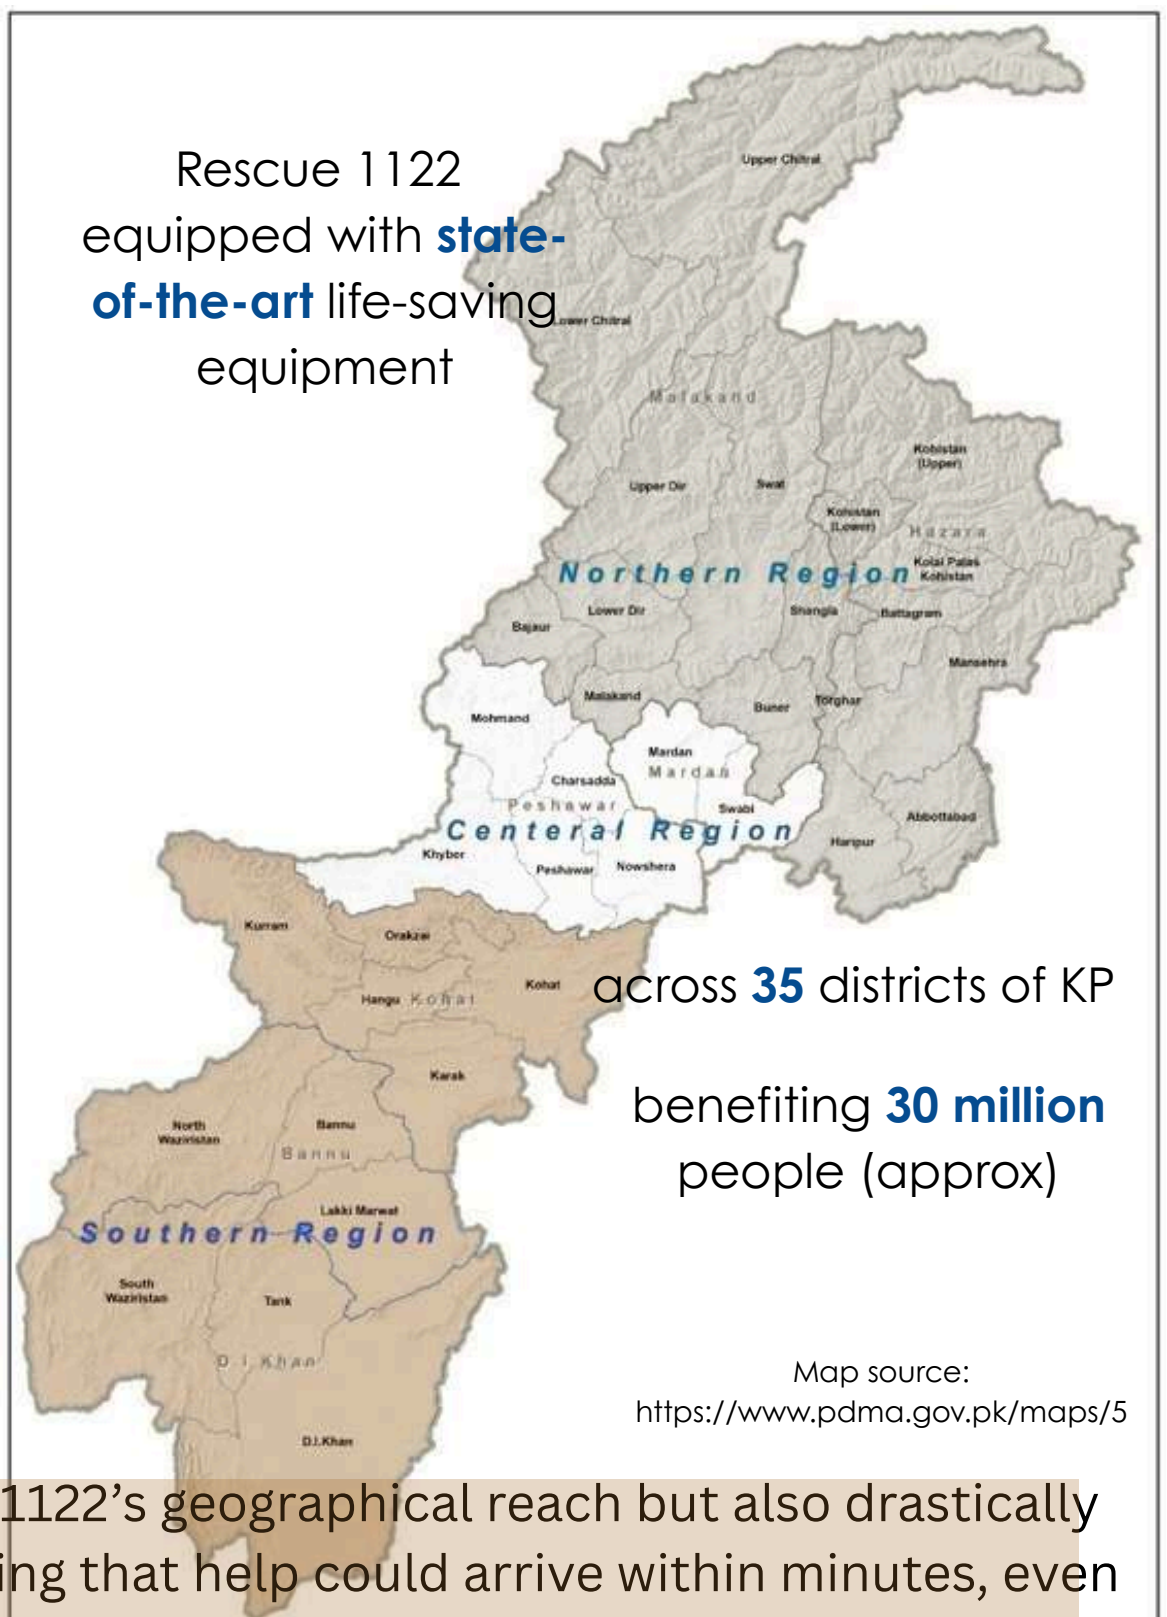 Rescue 1122
equipped with state-
of-the-art life-saving
equipment
Upper Chitral
Lower Chitral
Malakand
Kohistan
(Upper)
Upper Dir
Swat
Kohistan
(Lower)
Hazara
Northern Region
Kolai Palas
Kohistan
Lower Dir
Shangla
Battagram
Bajaur
Mansehra
Malakand
Buner
Torghar
Mohmand
Mardan
Mardan
Charsadda
Peshawar
Swabi
Centeral Region
Abbottabad
Haripur
Khyber
Peshawar
Nowshera
Kurram
Orakzai
Kohat
Hangu
Kohat
across 35 districts of KP
Karak
benefiting 30 million
people (approx)
North
Waziristan
Bannu
Bannu
Lakki Marwat
Southern Region
South
Waziristan
Tank
D I Khan
D.I.Khan
Map source:
https://www.pdma.gov.pk/maps/5
1122’s geographical reach but also drastically
ing that help could arrive within minutes, even